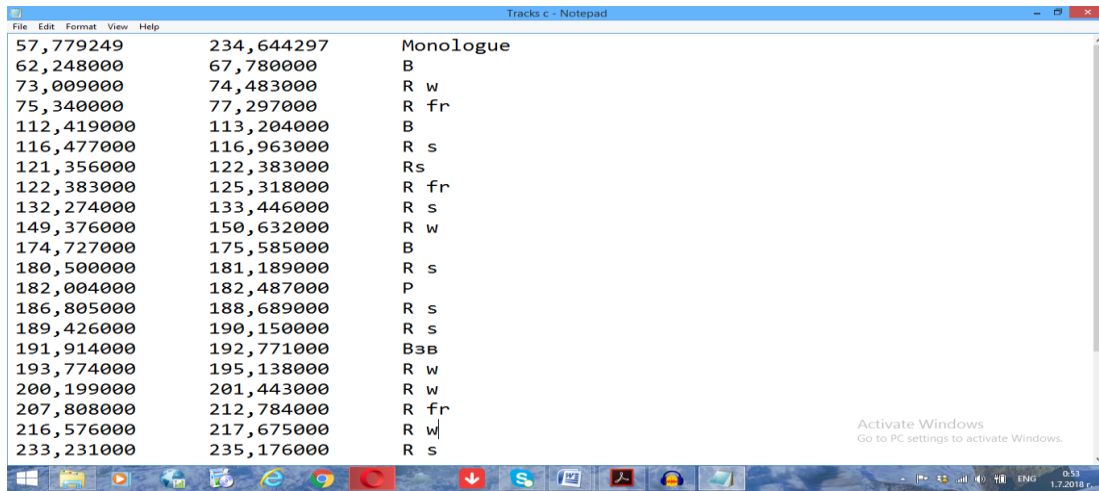 Tracks c - Notepad
File Edit Format View Help
57,779249 234,644297 Monologue
62,248000 67,780000 B
73,009000 74,483000 R w
75,340000 77,297000 R fr
112,419000 113,204000 B
116,477000 116,963000 R s
121,356000 122,383000 Rs
122,383000 125,318000 R fr
132,274000 133,446000 R s
149,376000 150,632000 R w
174,727000 175,585000 B
180,500000 181,189000 R s
182,004000 182,487000 P
186,805000 188,689000 R s
189,426000 190,150000 R s
191,914000 192,771000 Взв
193,774000 195,138000 R w
200,199000 201,443000 R w
207,808000 212,784000 R fr
216,576000 217,675000 R w
233,231000 235,176000 R s
Activate Windows
Go to PC settings to activate Windows.
ENG 0:53
1.7.2018 г.